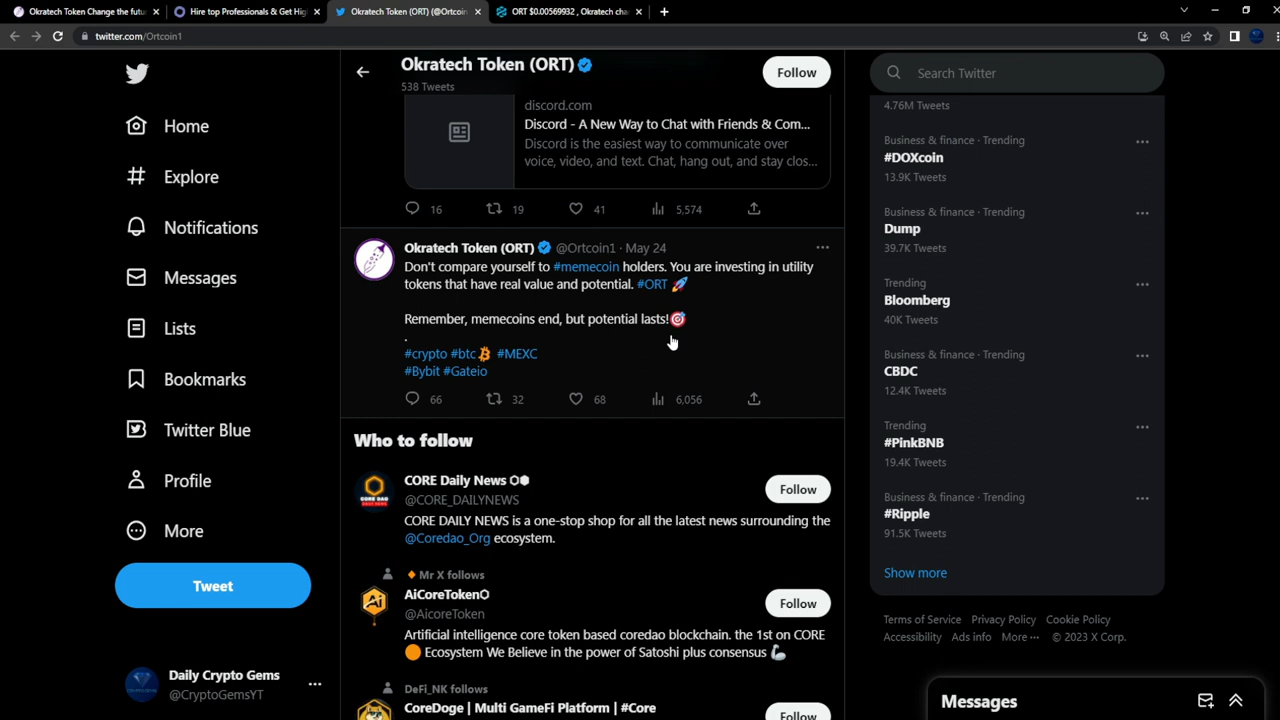 Okratech Token Change the futu
Hire top Professionals & Get Hig
Okratech Token (ORT) (@Ortcoin
ORT $0.00569932 , Okratech cha
twitter.com/Ortcoin1
Home
Explore
Notifications
Messages
Lists
Bookmarks
Twitter Blue
Profile
More
Tweet
Daily Crypto Gems
@CryptoGemsYT
Okratech Token (ORT)
538 Tweets
Follow
discord.com
Discord - A New Way to Chat with Friends & Com...
Discord is the easiest way to communicate over
voice, video, and text. Chat, hang out, and stay clos...
16 19 41 5,574
Okratech Token (ORT) @Ortcoin1 · May 24
Don't compare yourself to #memecoin holders. You are investing in utility
tokens that have real value and potential. #ORT 🚀
Remember, memecoins end, but potential lasts!🎯
.
#crypto #btc #MEXC
#Bybit #Gateio
66 32 68 6,056
Who to follow
CORE Daily News
@CORE_DAILYNEWS
Follow
CORE DAILY NEWS is a one-stop shop for all the latest news surrounding the
@Coredao_Org ecosystem.
🔸 Mr X follows
AiCoreToken
@AicoreToken
Follow
Artificial intelligence core token based coredao blockchain. the 1st on CORE
🟠 Ecosystem We Believe in the power of Satoshi plus consensus 🦾
DeFi_NK follows
CoreDoge | Multi GameFi Platform | #Core
Follow
Search Twitter
4.76M Tweets
Business & finance · Trending
#DOXcoin
13.9K Tweets
Business & finance · Trending
Dump
39.7K Tweets
Trending
Bloomberg
40K Tweets
Business & finance · Trending
CBDC
12.4K Tweets
Trending
#PinkBNB
19.4K Tweets
Business & finance · Trending
#Ripple
91.5K Tweets
Show more
Terms of Service Privacy Policy Cookie Policy
Accessibility Ads info More ··· © 2023 X Corp.
Messages